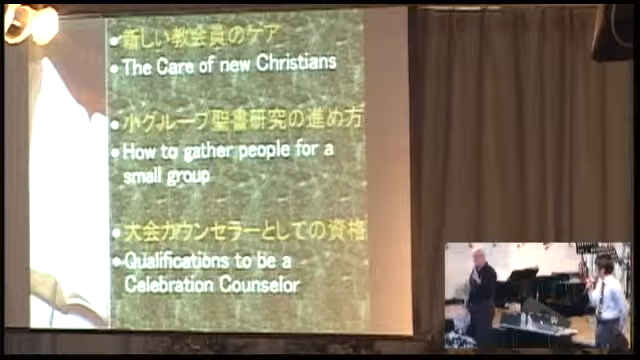 • 新しい教会員のケア
• The Care of new Christians
• 小グループ聖書研究の進め方
• How to gather people for a
small group
• 大会カウンセラーとしての資格
• Qualifications to be a
Celebration Counselor